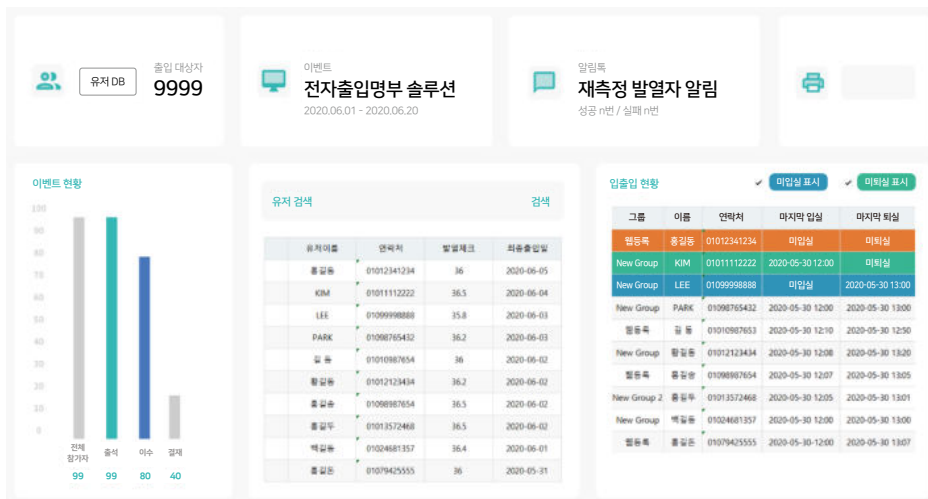 유저 DB
출입 대상자
9999
이벤트
전자출입명부 솔루션
2020.06.01 - 2020.06.20
알림톡
재측정 발열자 알림
성공 n번 / 실패 n번
이벤트 현황
100
90
80
70
60
50
40
30
20
10
0
전체 참가자 출석 이수 결재
99 99 80 40
유저 검색 검색
유저이름 연락처 발열체크 최종출입일
홍길동 01012341234 36 2020-06-05
KIM 01011112222 36.5 2020-06-04
LEE 01099998888 35.8 2020-06-03
PARK 01098765432 36.2 2020-06-03
길 동 01010987654 36 2020-06-02
황길동 01012123434 36.2 2020-06-02
홍길송 01098987654 36.5 2020-06-02
홍길두 01013572468 36.5 2020-06-02
백길동 01024681357 36.4 2020-06-01
홍길돈 01079425555 36 2020-05-31
입출입 현황 ✔ 미입실 표시 ✔ 미퇴실 표시
그룹 이름 연락처 마지막 입실 마지막 퇴실
웹등록 홍길동 01012341234 미입실 미퇴실
New Group KIM 01011112222 2020-05-30 12:00 미퇴실
New Group LEE 01099998888 미입실 2020-05-30 13:00
New Group PARK 01098765432 2020-05-30 12:00 2020-05-30 13:00
웹등록 길 동 01010987653 2020-05-30 12:10 2020-05-30 12:50
New Group 황길동 01012123434 2020-05-30 12:08 2020-05-30 13:20
웹등록 홍길송 01098987654 2020-05-30 12:07 2020-05-30 13:05
New Group 2 홍길두 01013572468 2020-05-30 12:05 2020-05-30 13:01
New Group 백길동 01024681357 2020-05-30 12:00 2020-05-30 13:00
웹등록 홍길돈 01079425555 2020-05-30-12:00 2020-05-30 13:07